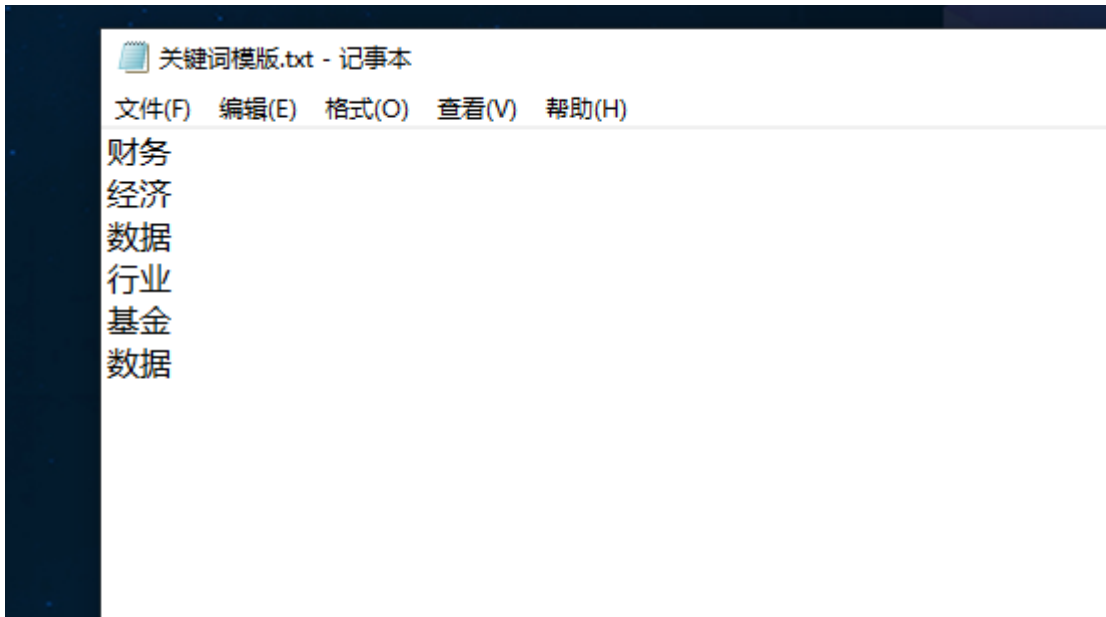 关键词模版.txt - 记事本
文件(F) 编辑(E) 格式(O) 查看(V) 帮助(H)
财务
经济
数据
行业
基金
数据